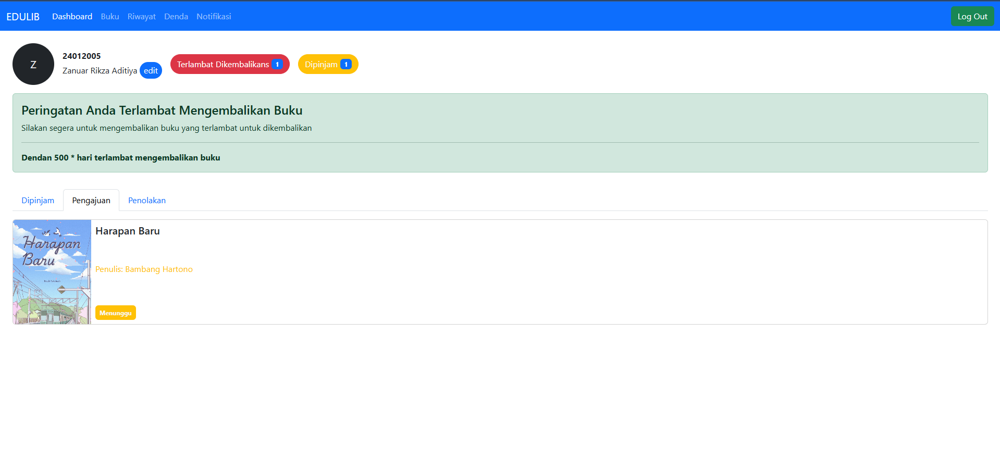 EDULIB Dashboard Buku Riwayat Denda Notifikasi Log Out
Z
24012005
Zanuar Rikza Aditiya edit
Terlambat Dikembalikans 1
Dipinjam 1
Peringatan Anda Terlambat Mengembalikan Buku
Silakan segera untuk mengembalikan buku yang terlambat untuk dikembalikan
Dendan 500 * hari terlambat mengembalikan buku
Dipinjam Pengajuan Penolakan
Harapan
Baru
Harapan Baru
Penulis: Bambang Hartono
Menunggu